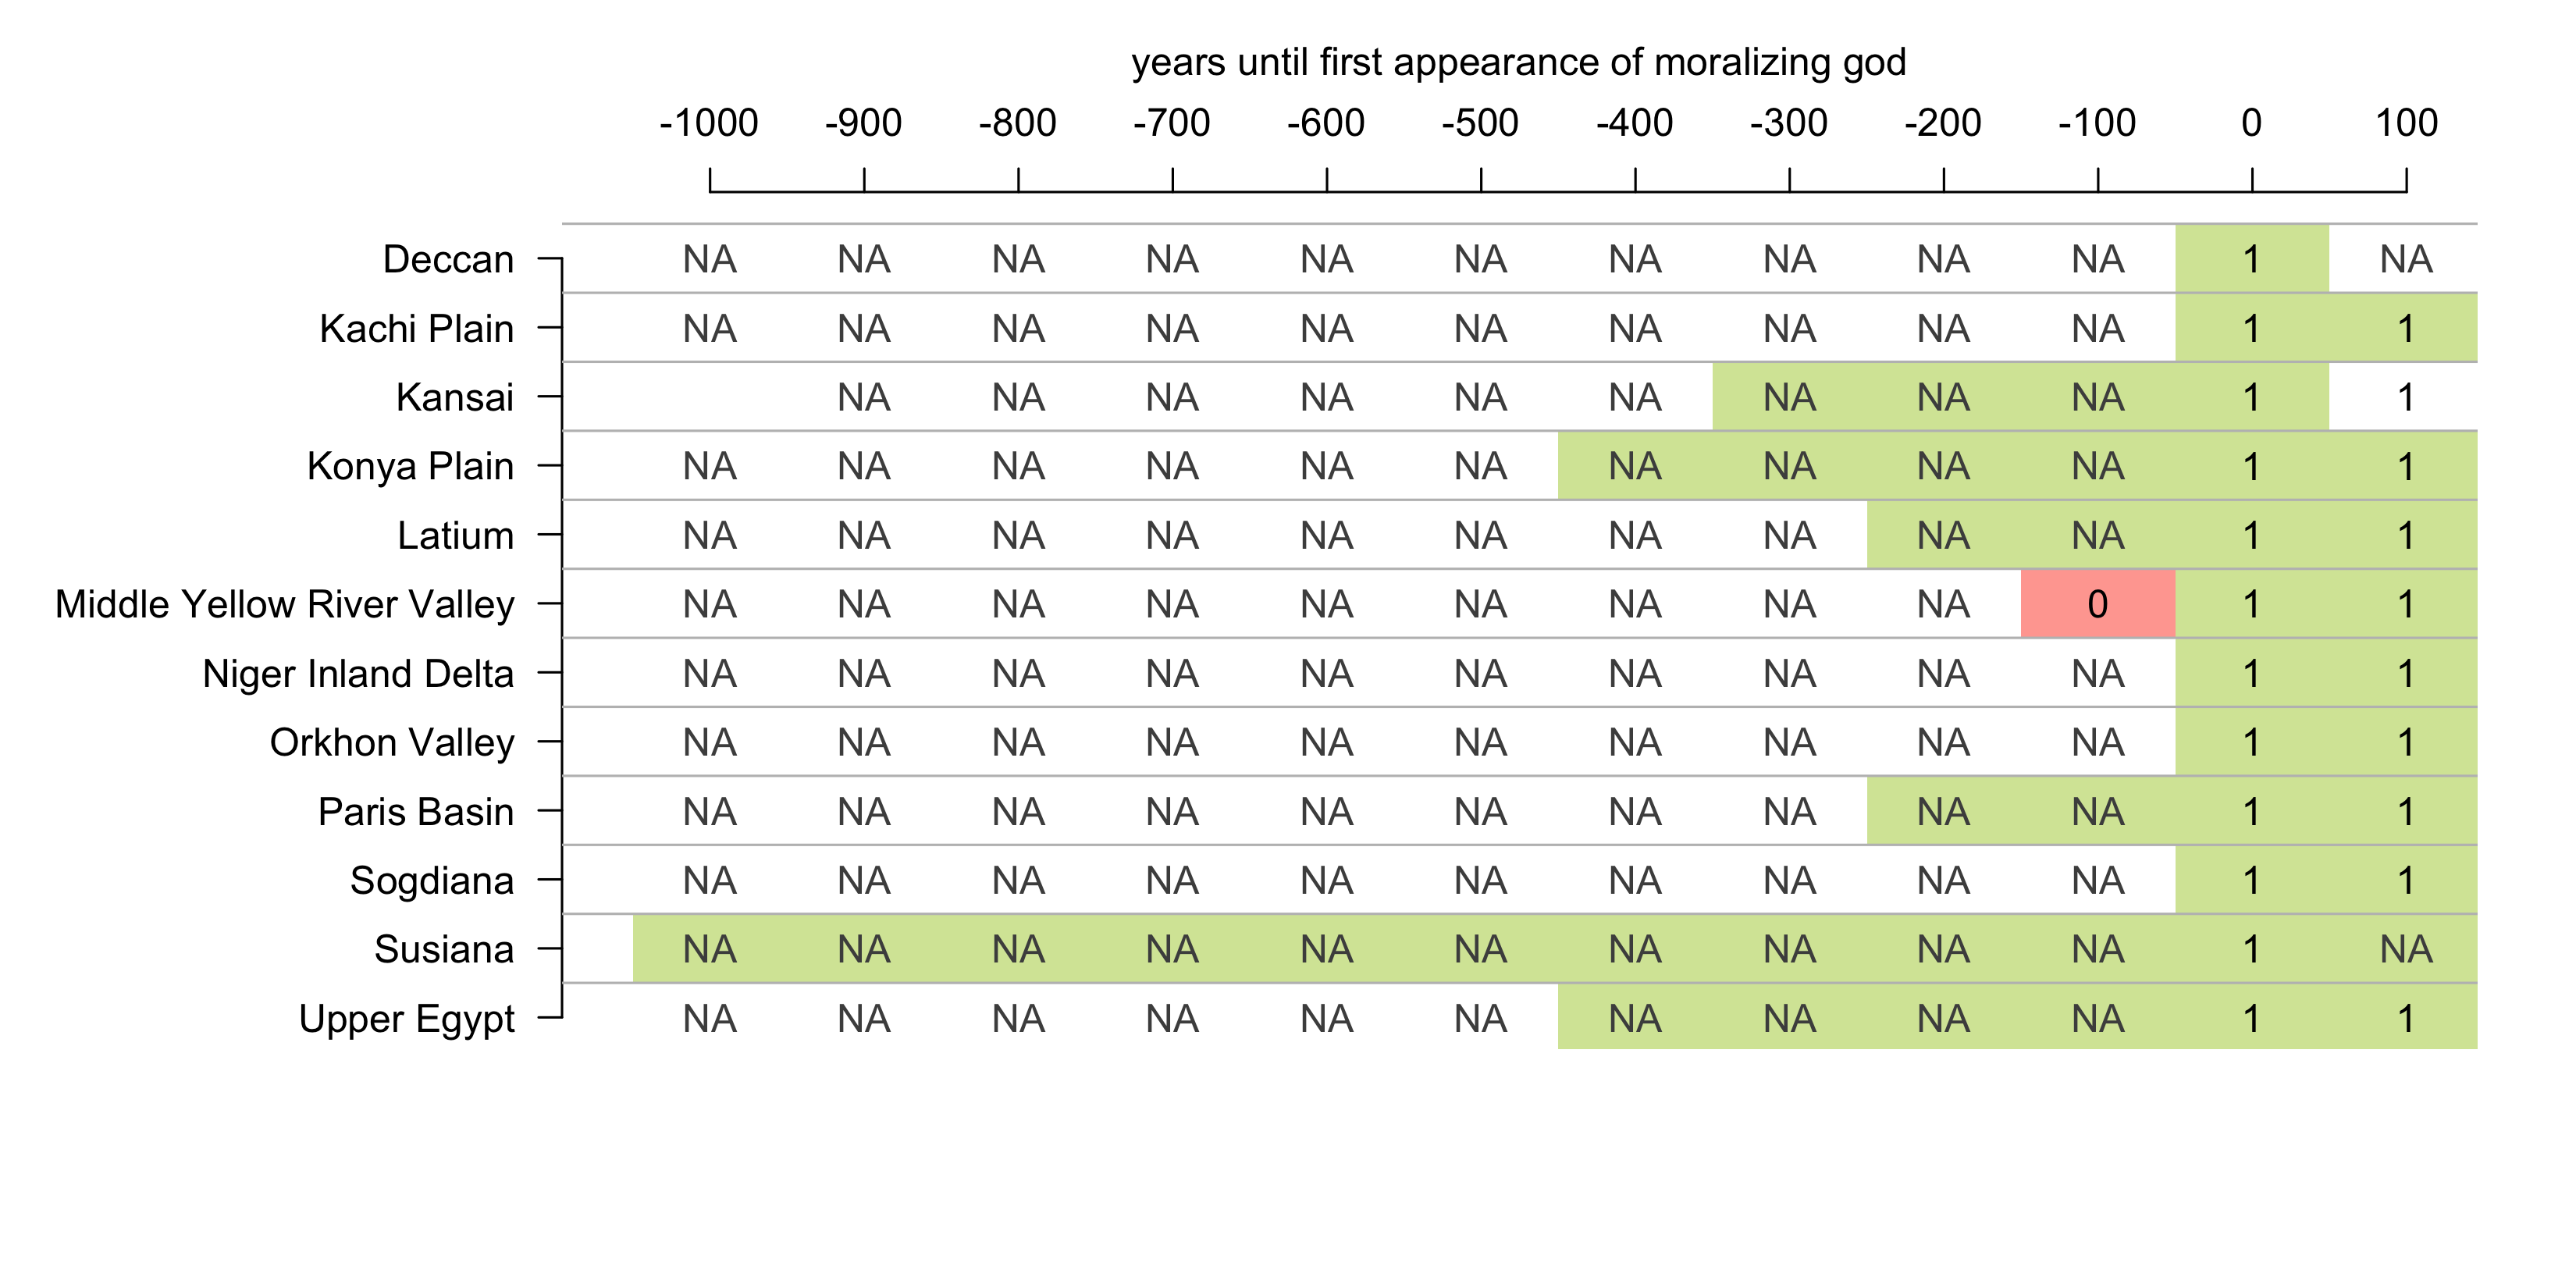 years until first appearance of moralizing god
-1000 -900 -800 -700 -600 -500 -400 -300 -200 -100 0 100
Deccan NA NA NA NA NA NA NA NA NA NA 1 NA
Kachi Plain NA NA NA NA NA NA NA NA NA NA 1 1
Kansai NA NA NA NA NA NA NA NA NA 1 1
Konya Plain NA NA NA NA NA NA NA NA NA NA 1 1
Latium NA NA NA NA NA NA NA NA NA NA 1 1
Middle Yellow River Valley NA NA NA NA NA NA NA NA NA 0 1 1
Niger Inland Delta NA NA NA NA NA NA NA NA NA NA 1 1
Orkhon Valley NA NA NA NA NA NA NA NA NA NA 1 1
Paris Basin NA NA NA NA NA NA NA NA NA NA 1 1
Sogdiana NA NA NA NA NA NA NA NA NA NA 1 1
Susiana NA NA NA NA NA NA NA NA NA NA 1 NA
Upper Egypt NA NA NA NA NA NA NA NA NA NA 1 1